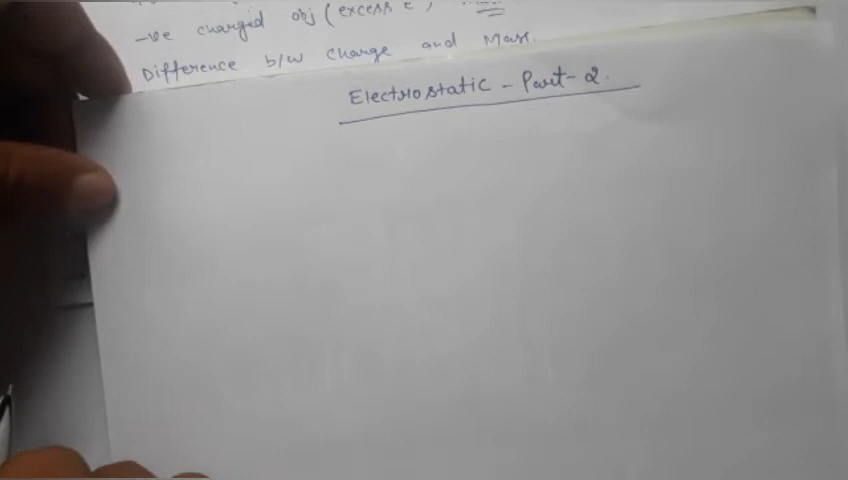 -ve charged obj (excess e
Difference b/w charge and Mass.
Electrostatic - Part-2.